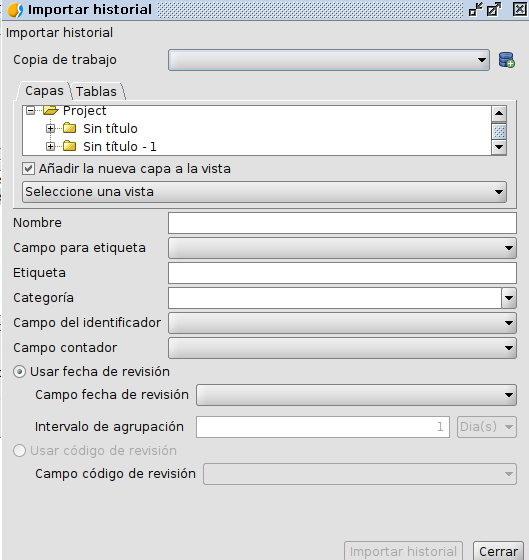 Importar historial
Importar historial
Copia de trabajo
Capas Tablas
Project
Sin título
Sin título - 1
Añadir la nueva capa a la vista
Seleccione una vista
Nombre
Campo para etiqueta
Etiqueta
Categoría
Campo del identificador
Campo contador
Usar fecha de revisión
Campo fecha de revisión
Intervalo de agrupación 1 Dia(s)
Usar código de revisión
Campo código de revisión
Importar historial Cerrar